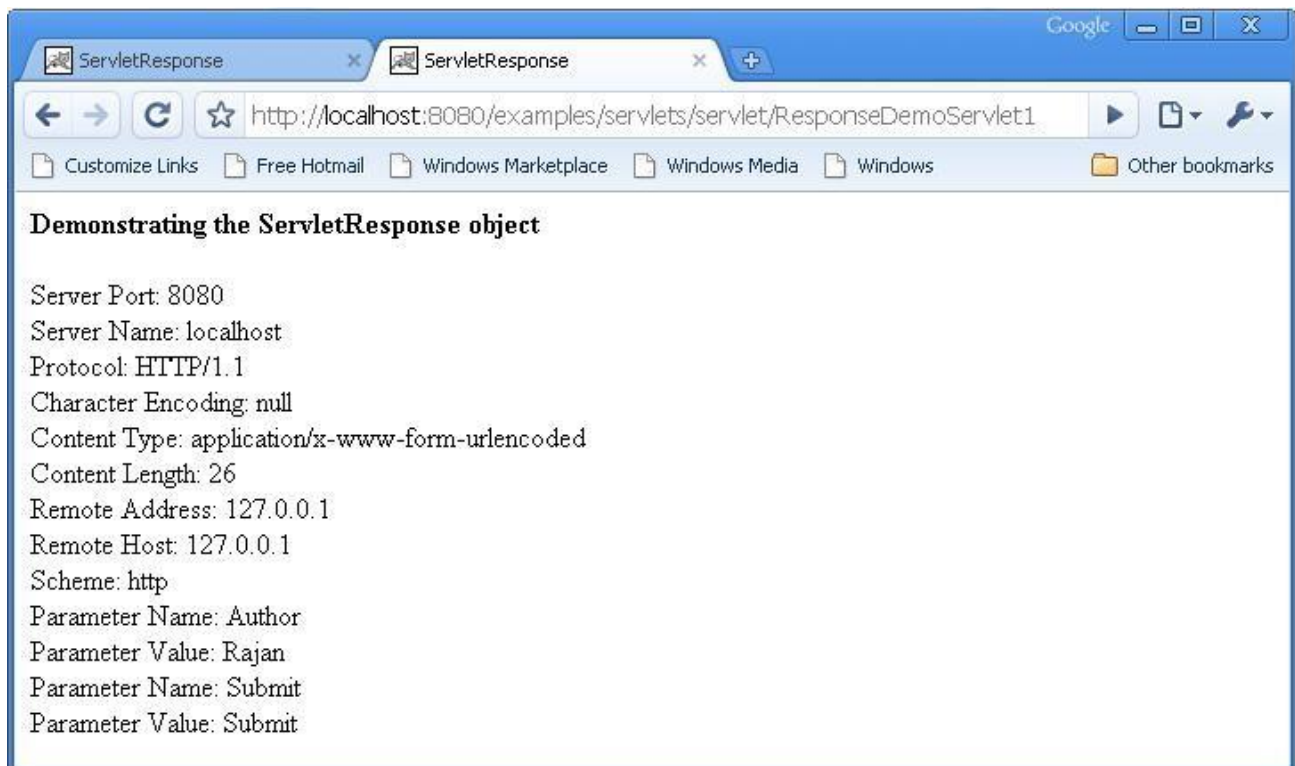 Google
ServletResponse
ServletResponse
http://localhost:8080/examples/servlets/servlet/ResponseDemoServlet1
Customize Links Free Hotmail Windows Marketplace Windows Media Windows Other bookmarks
Demonstrating the ServletResponse object
Server Port: 8080
Server Name: localhost
Protocol: HTTP/1.1
Character Encoding: null
Content Type: application/x-www-form-urlencoded
Content Length: 26
Remote Address: 127.0.0.1
Remote Host: 127.0.0.1
Scheme: http
Parameter Name: Author
Parameter Value: Rajan
Parameter Name: Submit
Parameter Value: Submit